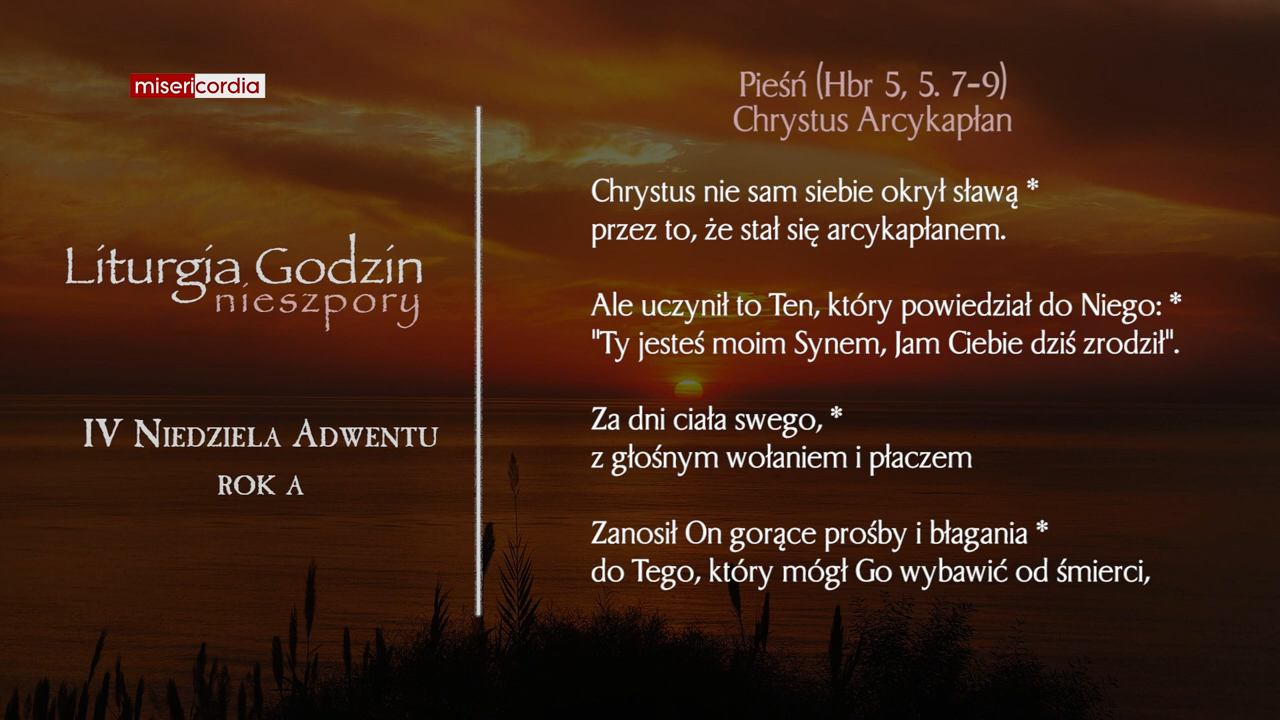 misericordia
Liturgia Godzin
nieszpory
IV Niedziela Adwentu
rok A
Pieśń (Hbr 5, 5. 7-9)
Chrystus Arcykapłan
Chrystus nie sam siebie okrył sławą *
przez to, że stał się arcykapłanem.
Ale uczynił to Ten, który powiedział do Niego: *
"Ty jesteś moim Synem, Jam Ciebie dziś zrodził".
Za dni ciała swego, *
z głośnym wołaniem i płaczem
Zanosił On gorące prośby i błagania *
do Tego, który mógł Go wybawić od śmierci,